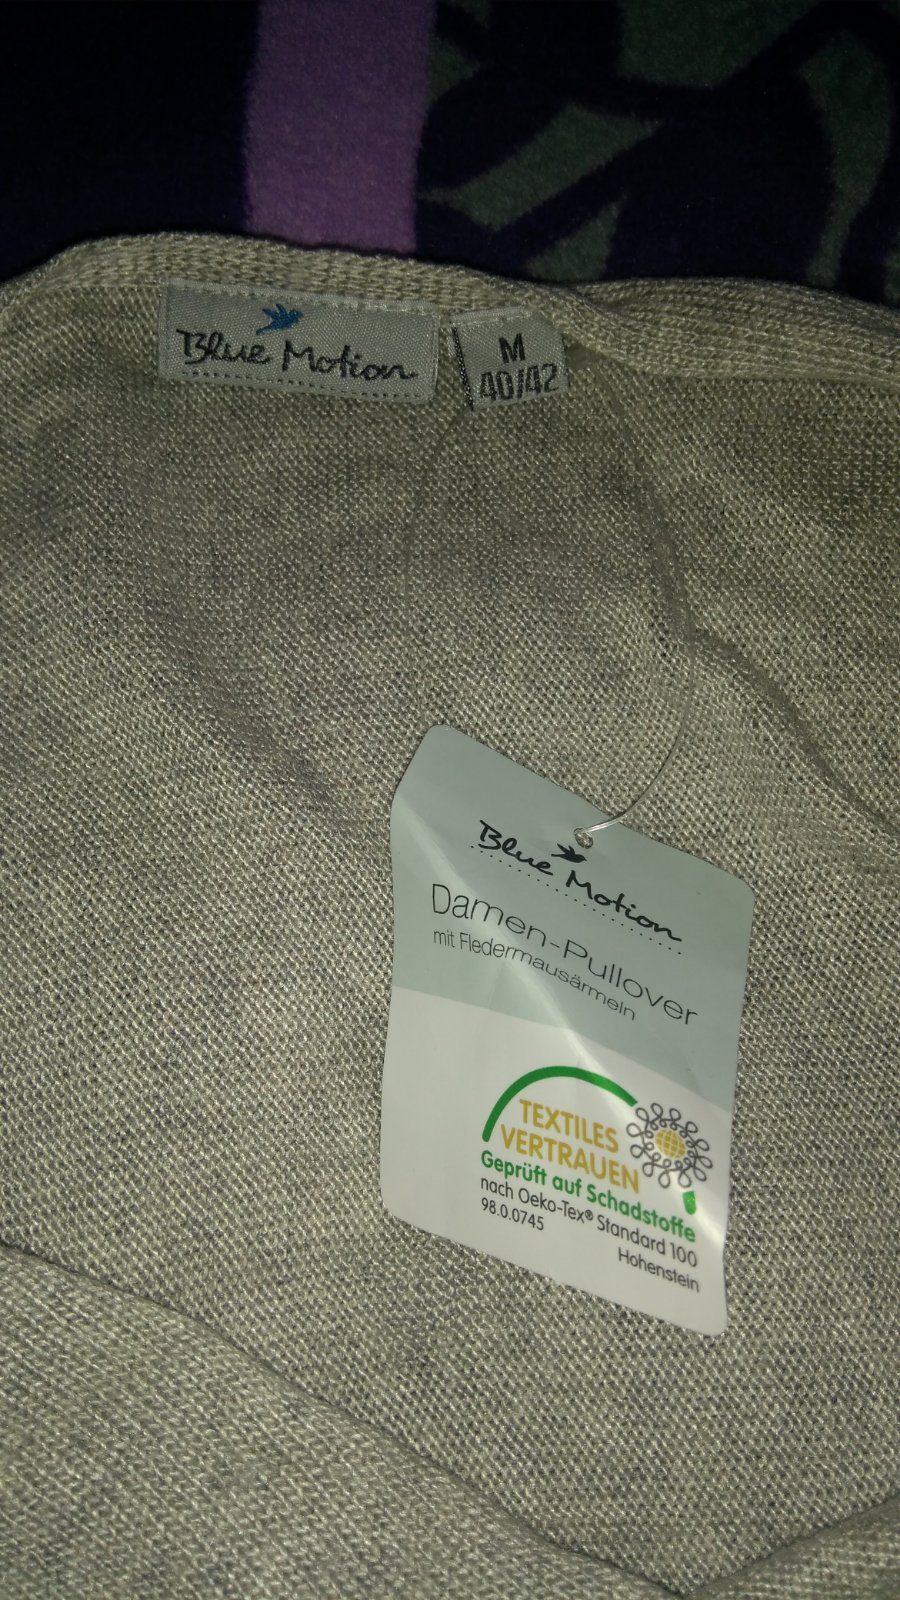 Blue Motion
M
40/42
Blue Motion
Damen-Pullover
mit Fledermausärmeln
TEXTILES
VERTRAUEN
Geprüft auf Schadstoffe
nach Oeko-Tex® Standard 100
98.0.0745
Hohenstein